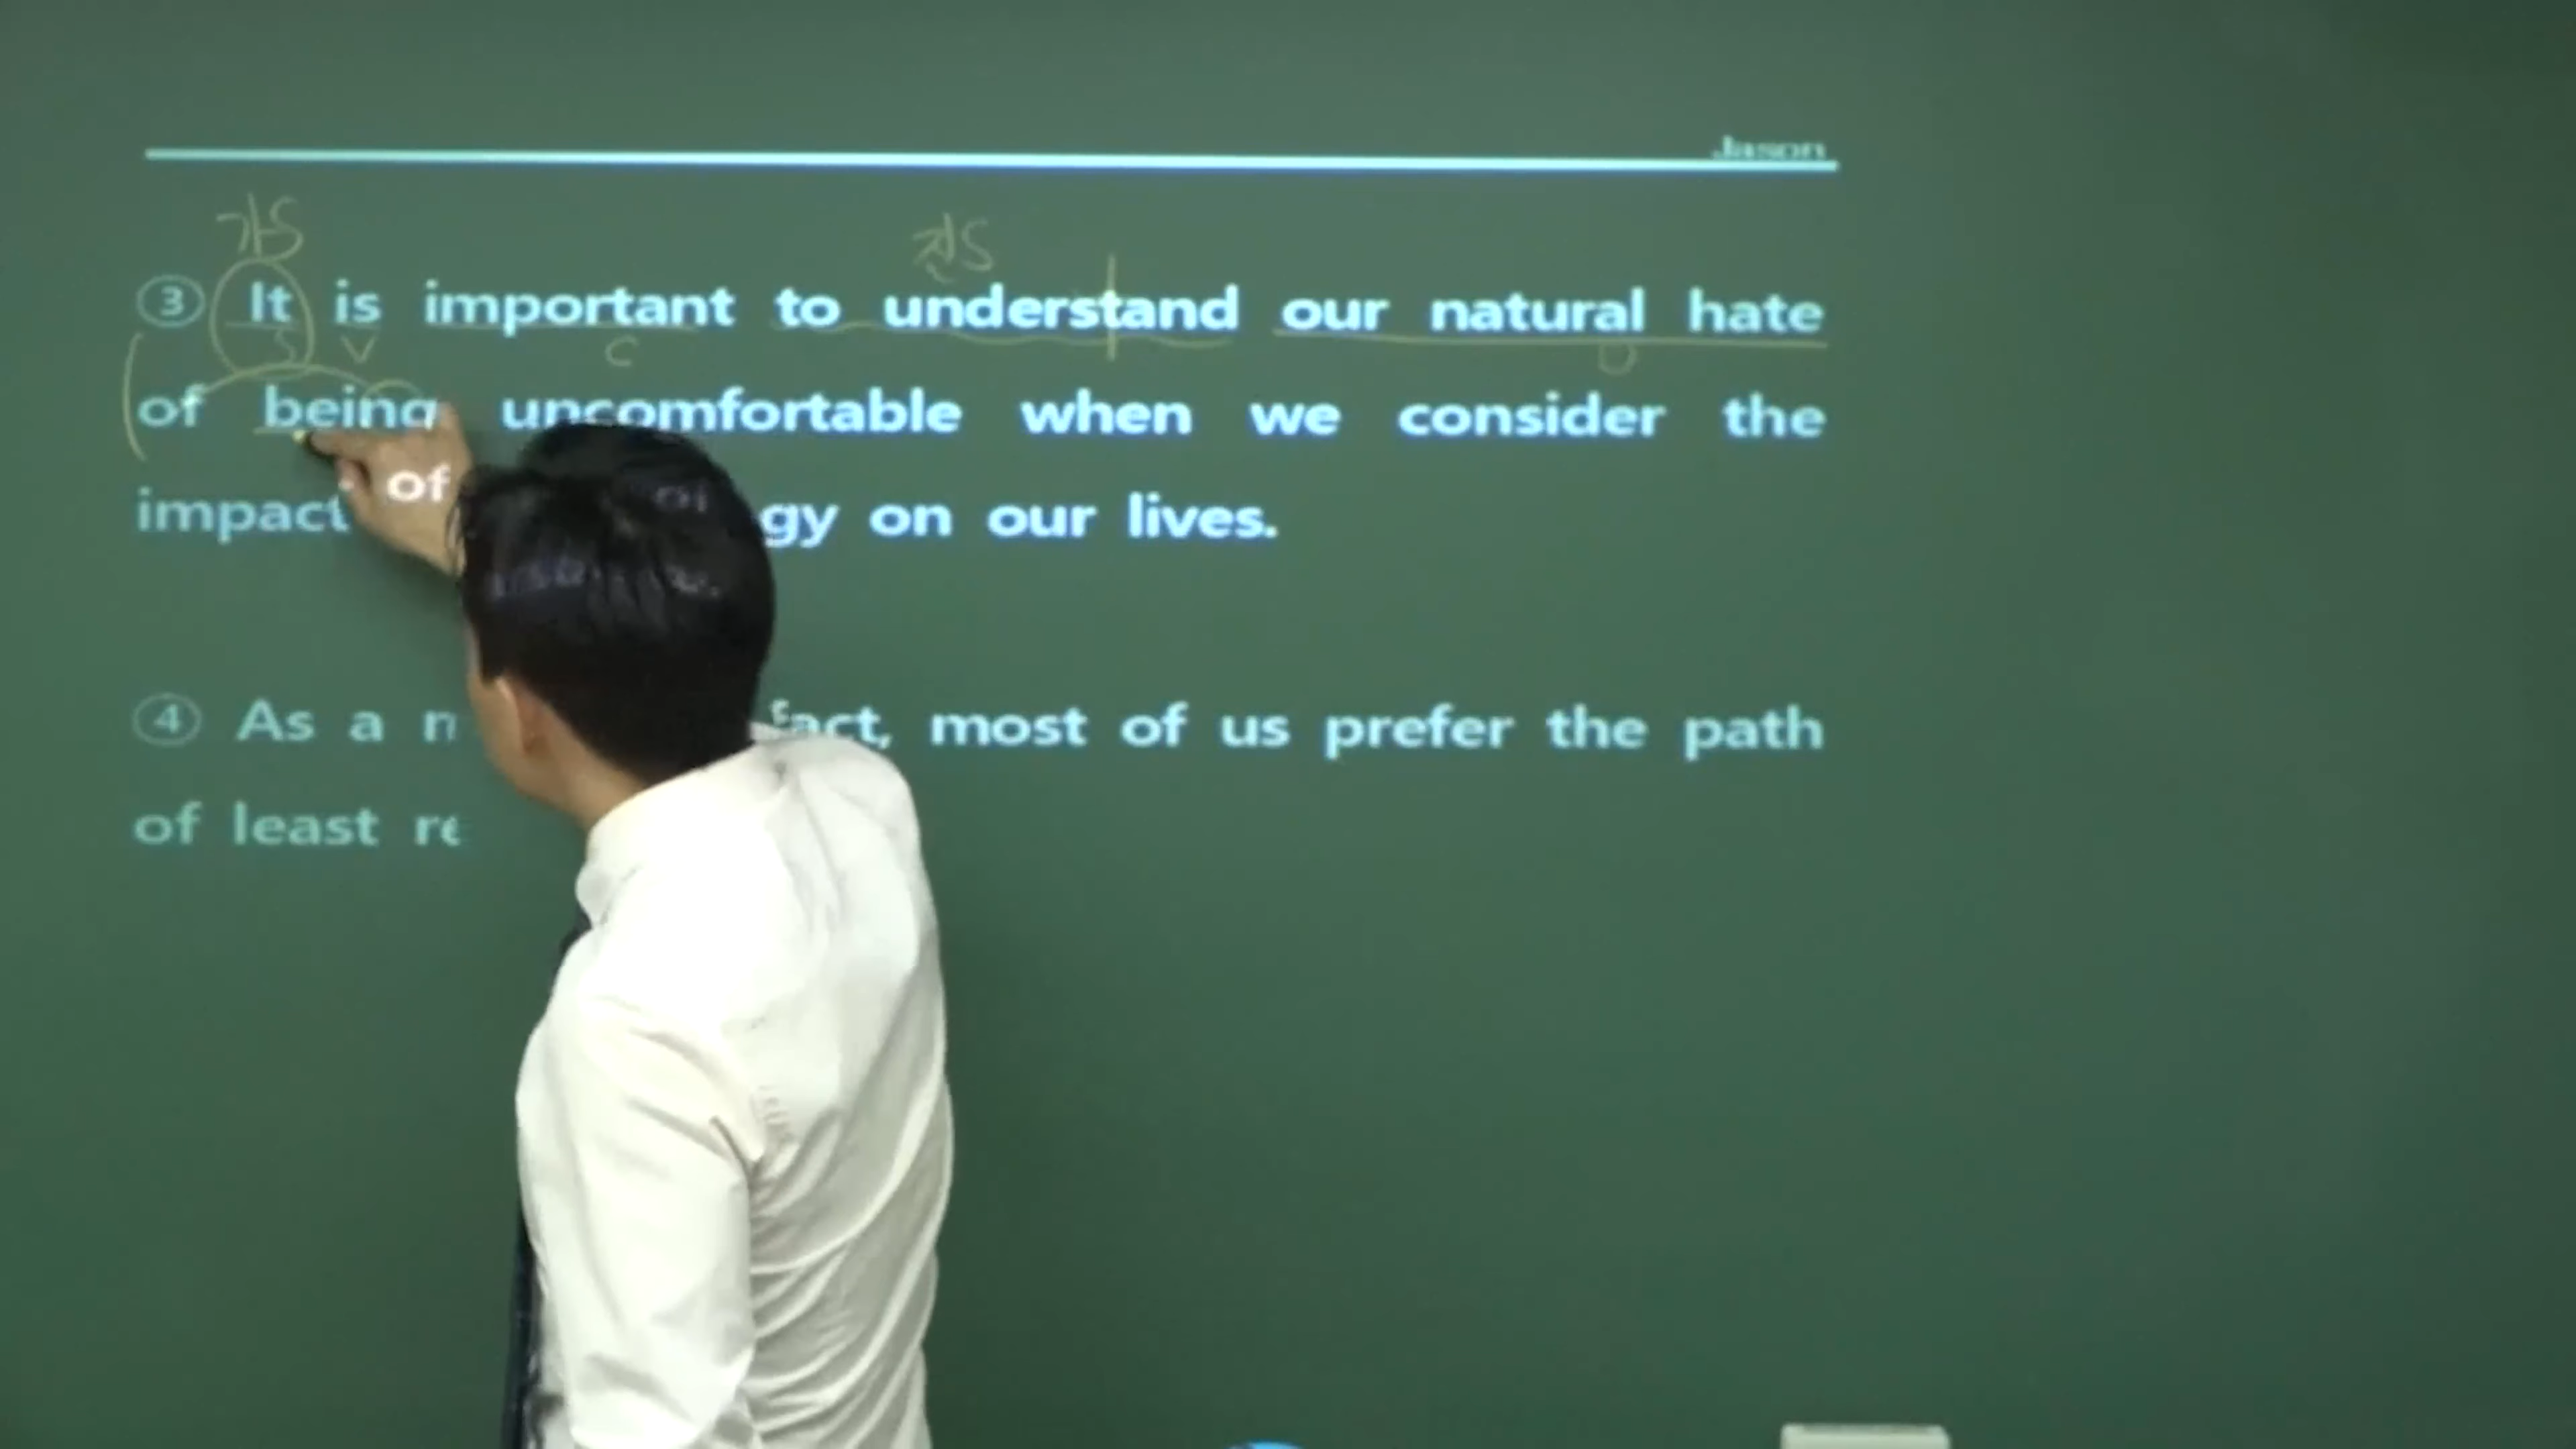 Jason
가S 진S
③ It is important to understand our natural hate
S V C O
of being uncomfortable when we consider the
impact of gy on our lives.
④ As a m fact, most of us prefer the path
of least re